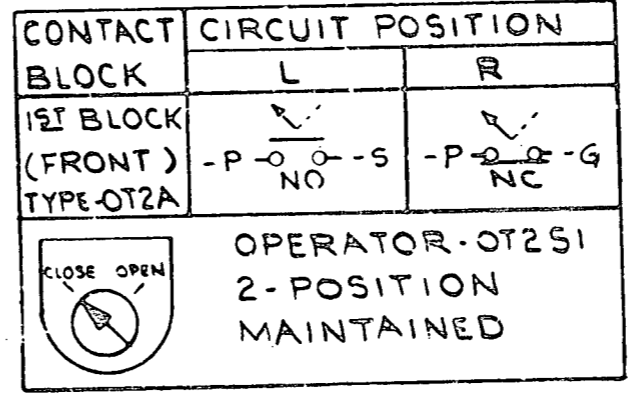 CONTACT BLOCK
CIRCUIT POSITION
L
R
1ST BLOCK
(FRONT)
TYPE-OT2A
-P
--S
NO
-P
-G
NC
CLOSE OPEN
OPERATOR-OT2S1
2-POSITION
MAINTAINED